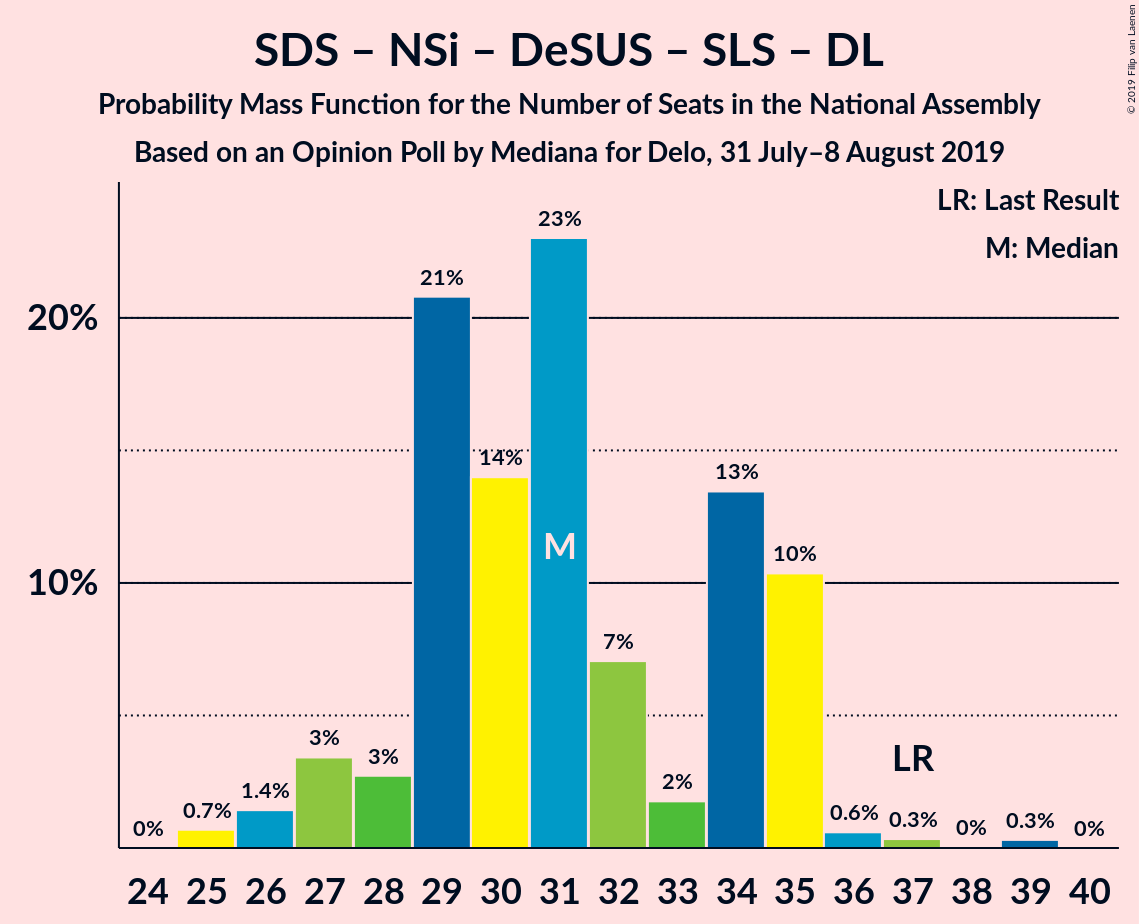 SDS – NSi – DeSUS – SLS – DL
Probability Mass Function for the Number of Seats in the National Assembly
Based on an Opinion Poll by Mediana for Delo, 31 July–8 August 2019
© 2019 Filip van Laenen
LR: Last Result
M: Median
20%
10%
0%
0.7%
1.4%
3%
3%
21%
14%
23%
7%
2%
13%
10%
0.6%
0.3%
0%
0.3%
0%
M
LR
24 25 26 27 28 29 30 31 32 33 34 35 36 37 38 39 40